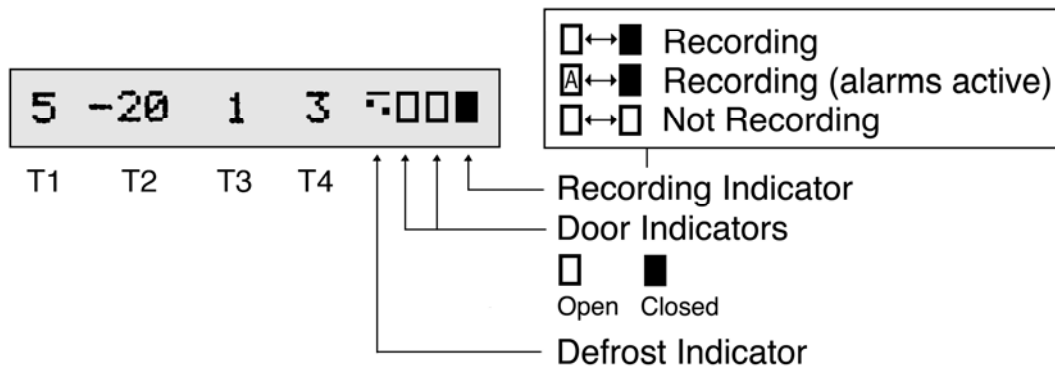 Recording
A Recording (alarms active)
Not Recording
5 -20 1 3
T1 T2 T3 T4
Recording Indicator
Door Indicators
Open Closed
Defrost Indicator